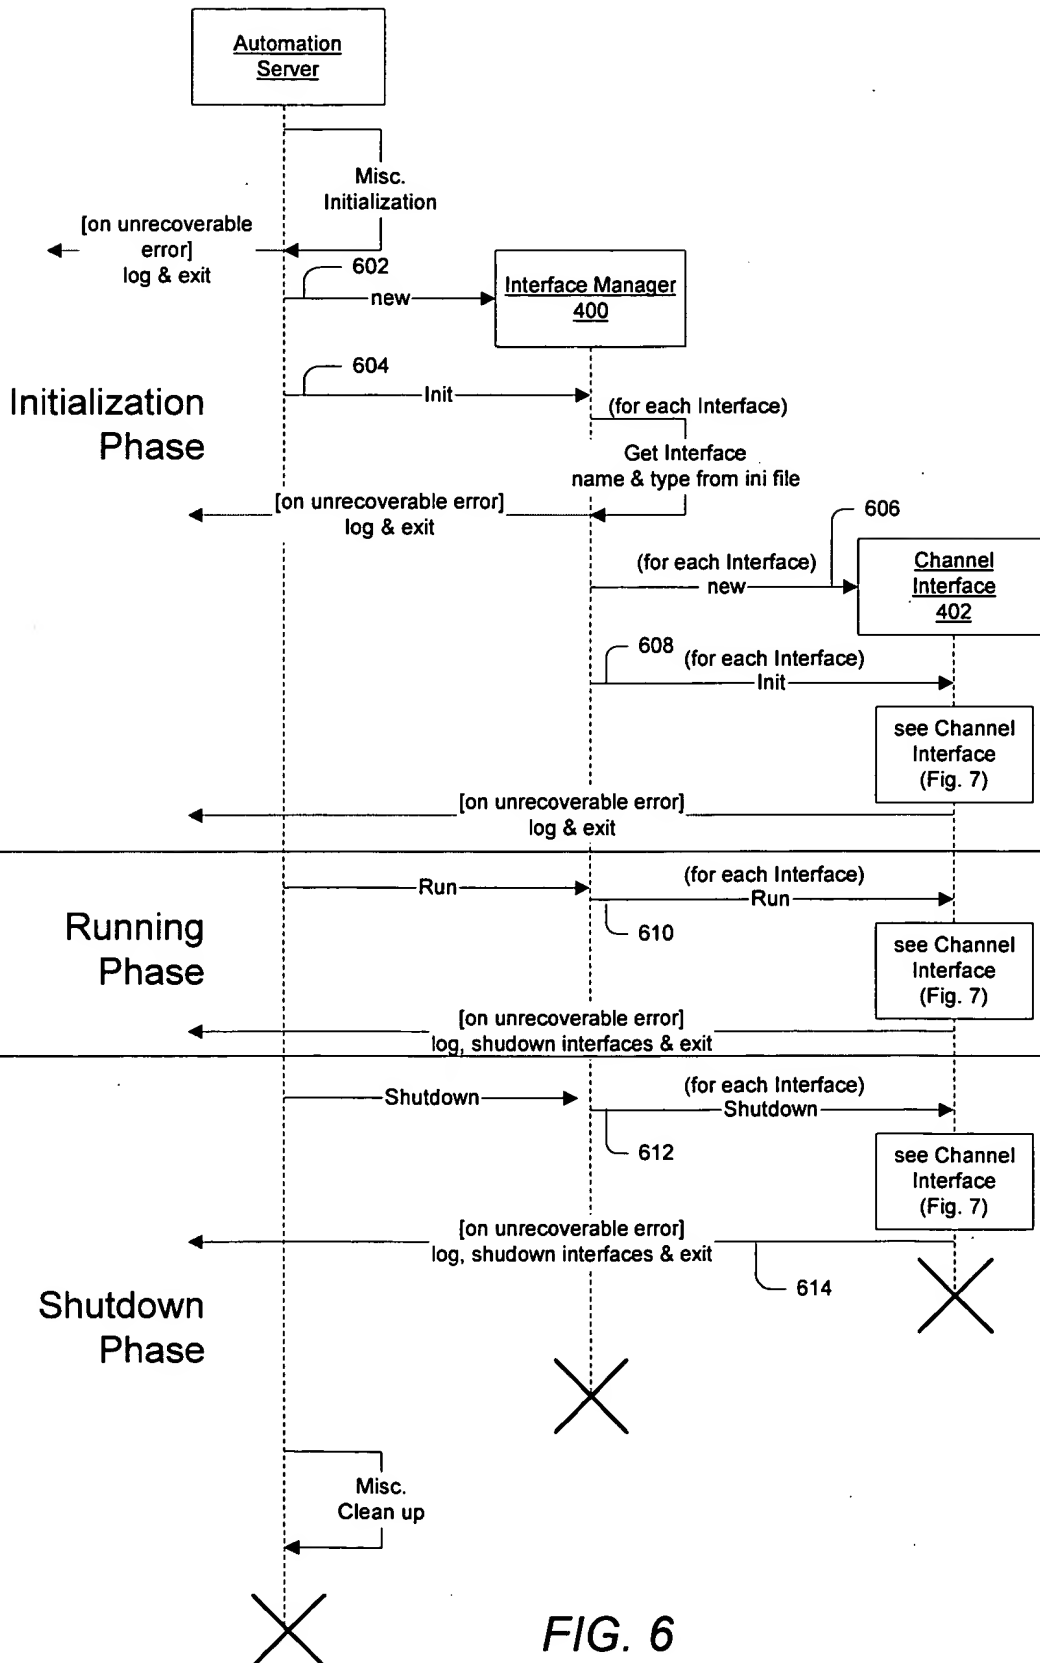 Automation
Server
Misc.
Initialization
[on unrecoverable
error]
log & exit
602
new
Interface Manager
400
604
Init
Initialization
Phase
(for each Interface)
Get Interface
name & type from ini file
[on unrecoverable error]
log & exit
606
(for each Interface)
new
Channel
Interface
402
608
(for each Interface)
Init
see Channel
Interface
(Fig. 7)
[on unrecoverable error]
log & exit
Run
(for each Interface)
Run
610
Running
Phase
see Channel
Interface
(Fig. 7)
[on unrecoverable error]
log, shudown interfaces & exit
Shutdown
(for each Interface)
Shutdown
612
see Channel
Interface
(Fig. 7)
[on unrecoverable error]
log, shudown interfaces & exit
614
Shutdown
Phase
Misc.
Clean up
FIG. 6